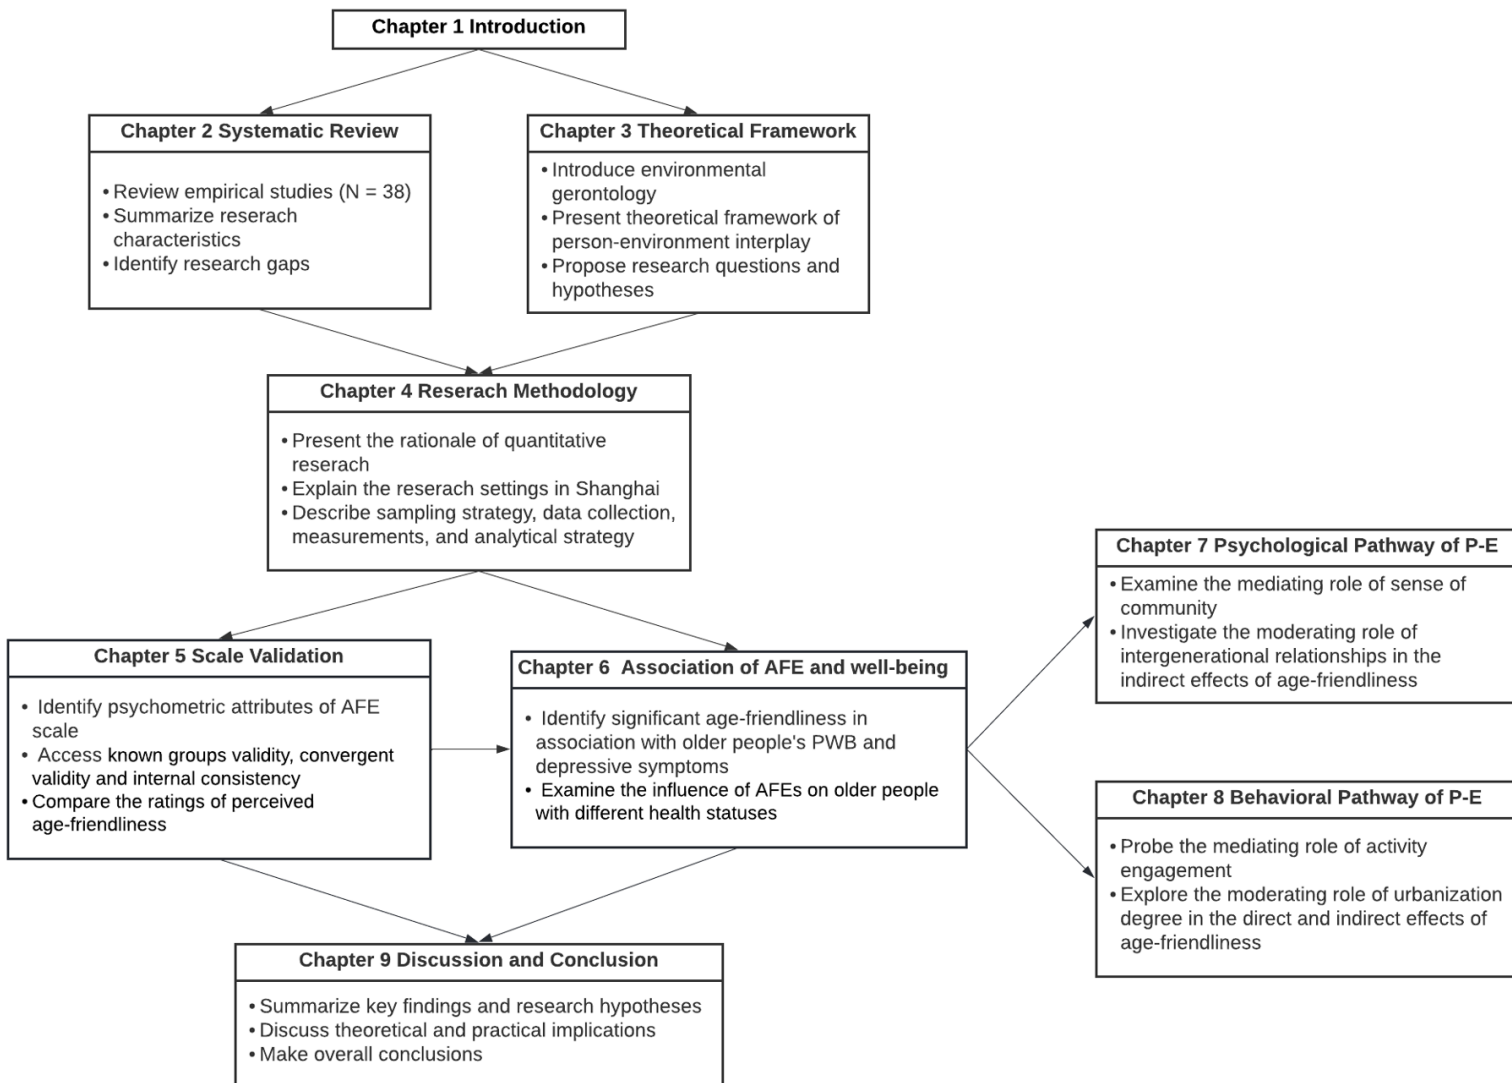 Chapter 1 Introduction
Chapter 2 Systematic Review
• Review empirical studies (N = 38)
• Summarize reserach
characteristics
• Identify research gaps
Chapter 3 Theoretical Framework
• Introduce environmental
gerontology
• Present theoretical framework of
person-environment interplay
• Propose research questions and
hypotheses
Chapter 4 Reserach Methodology
• Present the rationale of quantitative
reserach
• Explain the reserach settings in Shanghai
• Describe sampling strategy, data collection,
measurements, and analytical strategy
Chapter 5 Scale Validation
• Identify psychometric attributes of AFE
scale
• Access known groups validity, convergent
validity and internal consistency
• Compare the ratings of perceived
age-friendliness
Chapter 6 Association of AFE and well-being
• Identify significant age-friendliness in
association with older people's PWB and
depressive symptoms
• Examine the influence of AFEs on older people
with different health statuses
Chapter 7 Psychological Pathway of P-E
• Examine the mediating role of sense of
community
• Investigate the moderating role of
intergenerational relationships in the
indirect effects of age-friendliness
Chapter 8 Behavioral Pathway of P-E
• Probe the mediating role of activity
engagement
• Explore the moderating role of urbanization
degree in the direct and indirect effects of
age-friendliness
Chapter 9 Discussion and Conclusion
• Summarize key findings and research hypotheses
• Discuss theoretical and practical implications
• Make overall conclusions